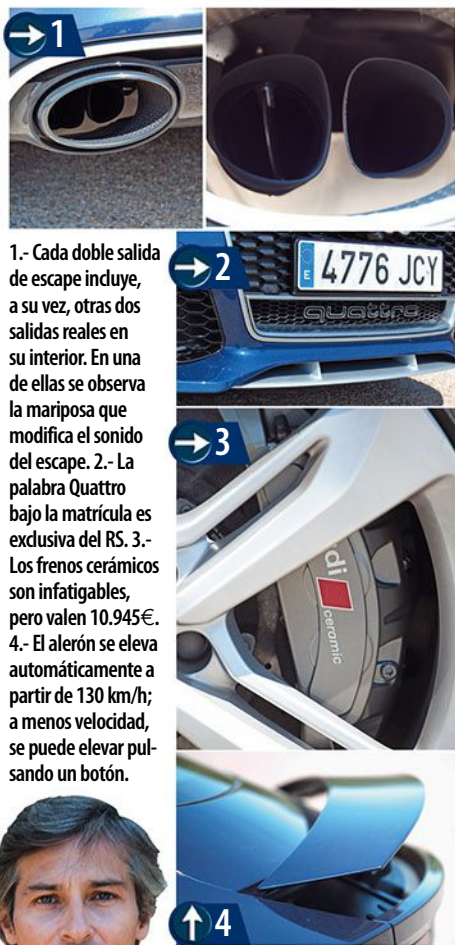 1
1.- Cada doble salida
de escape incluye,
a su vez, otras dos
salidas reales en
su interior. En una
de ellas se observa
la mariposa que
modifica el sonido
del escape. 2.- La
palabra Quattro
bajo la matrícula es
exclusiva del RS. 3.-
Los frenos cerámicos
son infatigables,
pero valen 10.945€.
4.- El alerón se eleva
automáticamente a
partir de 130 km/h;
a menos velocidad,
se puede elevar pul-
sando un botón.
2
E 4776 JCY
quattro
3
di
ceramic
4